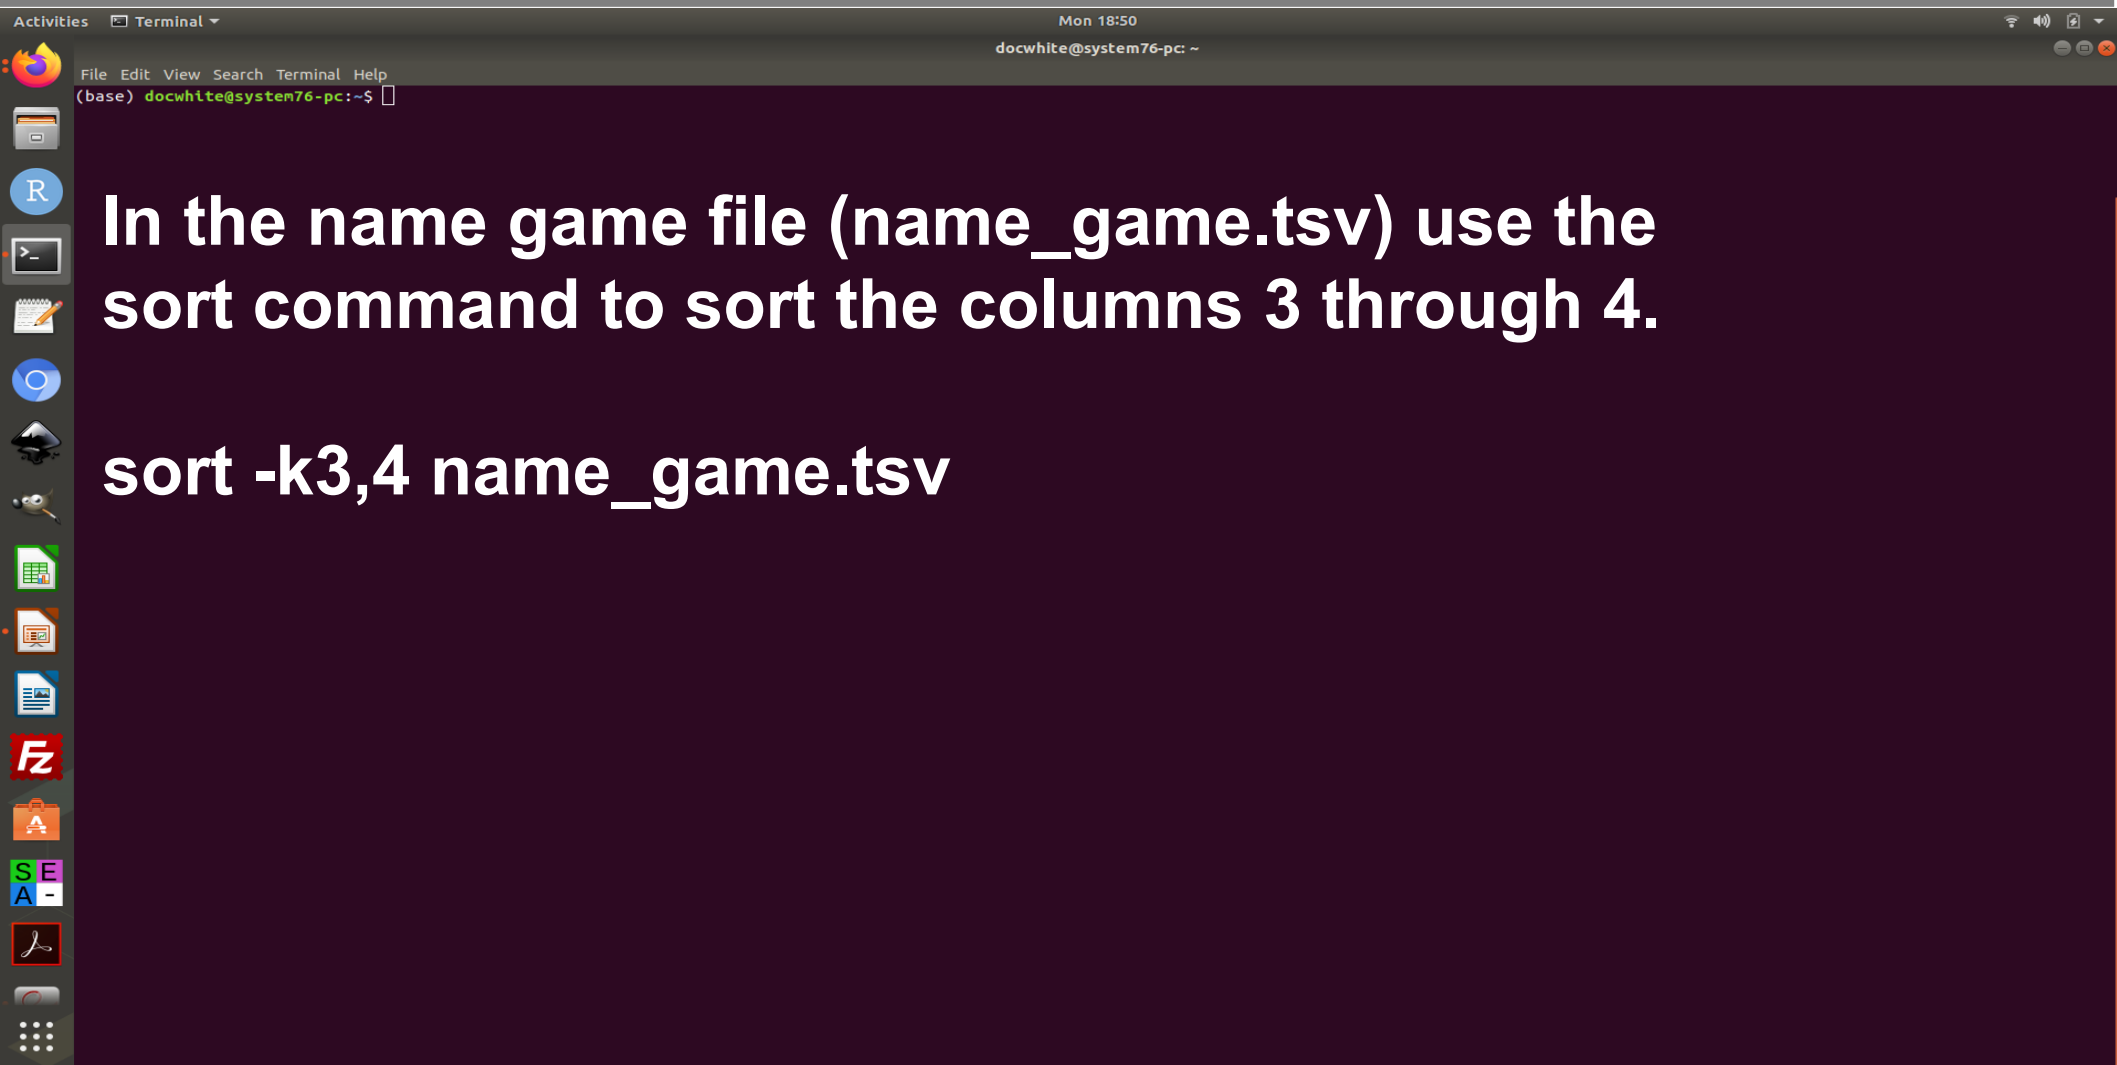 Activities Terminal Mon 18:50
docwhite@system76-pc: ~
File Edit View Search Terminal Help
(base) docwhite@system76-pc:~$
R
In the name game file (name_game.tsv) use the
>_
sort command to sort the columns 3 through 4.
sort -k3,4 name_game.tsv
Fz
A
S E
A -